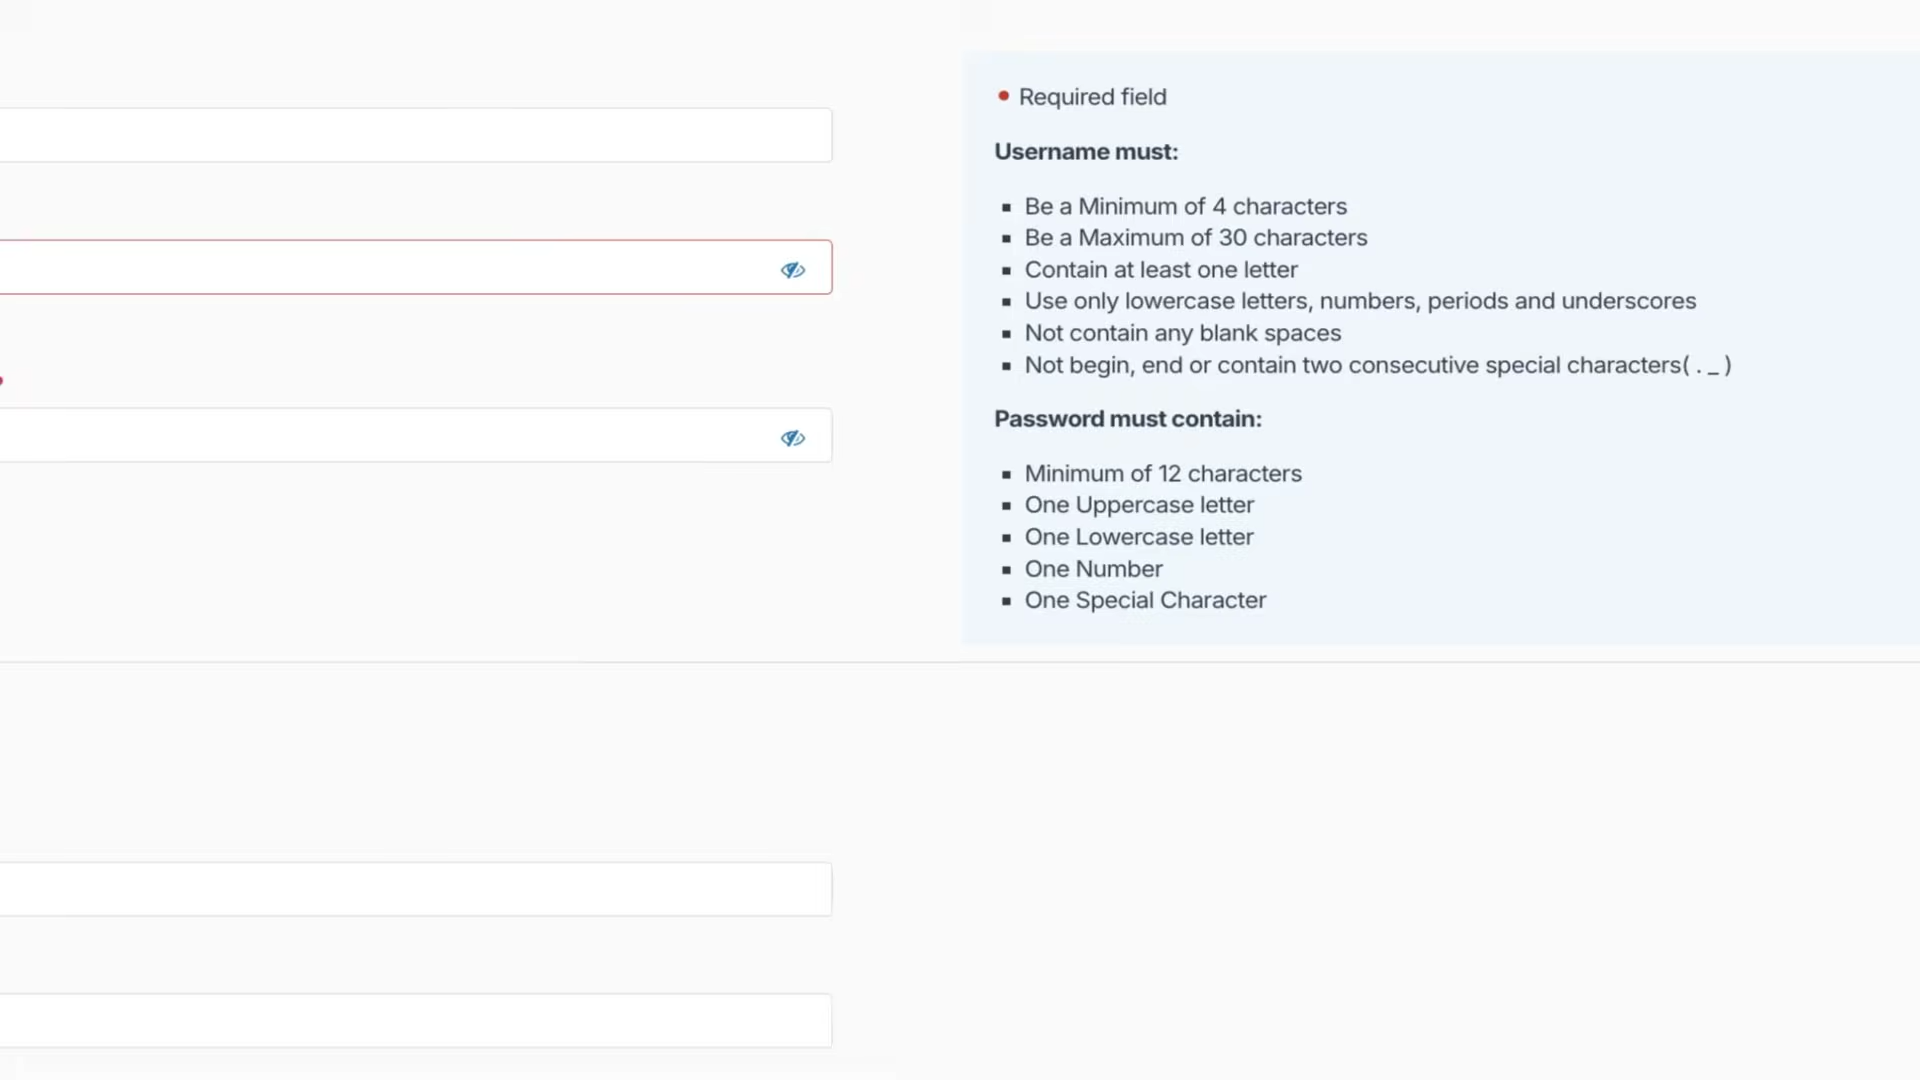 Required field
Username must:
Be a Minimum of 4 characters
Be a Maximum of 30 characters
Contain at least one letter
Use only lowercase letters, numbers, periods and underscores
Not contain any blank spaces
Not begin, end or contain two consecutive special characters( . _ )
Password must contain:
Minimum of 12 characters
One Uppercase letter
One Lowercase letter
One Number
One Special Character